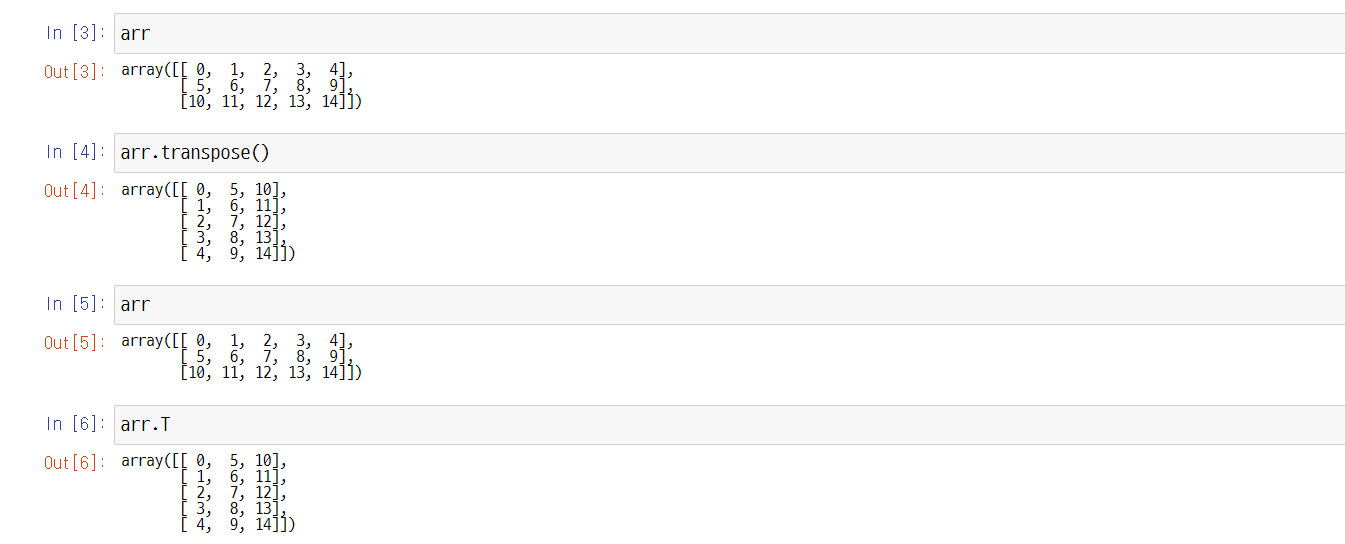 In [3]: arr
Out[3]: array([[ 0,  1,  2,  3,  4],
       [ 5,  6,  7,  8,  9],
       [10, 11, 12, 13, 14]])
In [4]: arr.transpose()
Out[4]: array([[ 0,  5, 10],
       [ 1,  6, 11],
       [ 2,  7, 12],
       [ 3,  8, 13],
       [ 4,  9, 14]])
In [5]: arr
Out[5]: array([[ 0,  1,  2,  3,  4],
       [ 5,  6,  7,  8,  9],
       [10, 11, 12, 13, 14]])
In [6]: arr.T
Out[6]: array([[ 0,  5, 10],
       [ 1,  6, 11],
       [ 2,  7, 12],
       [ 3,  8, 13],
       [ 4,  9, 14]])